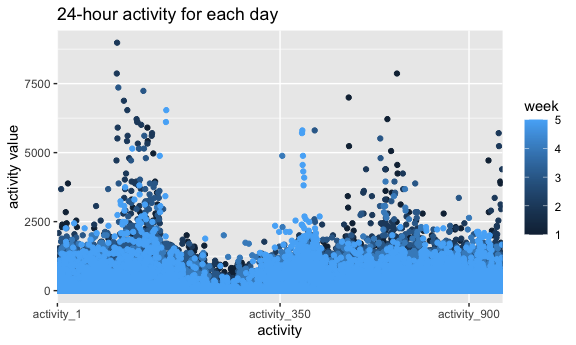 24-hour activity for each day
activity value
7500
5000
2500
0
activity_1
activity_350
activity_900
activity
week
5
4
3
2
1